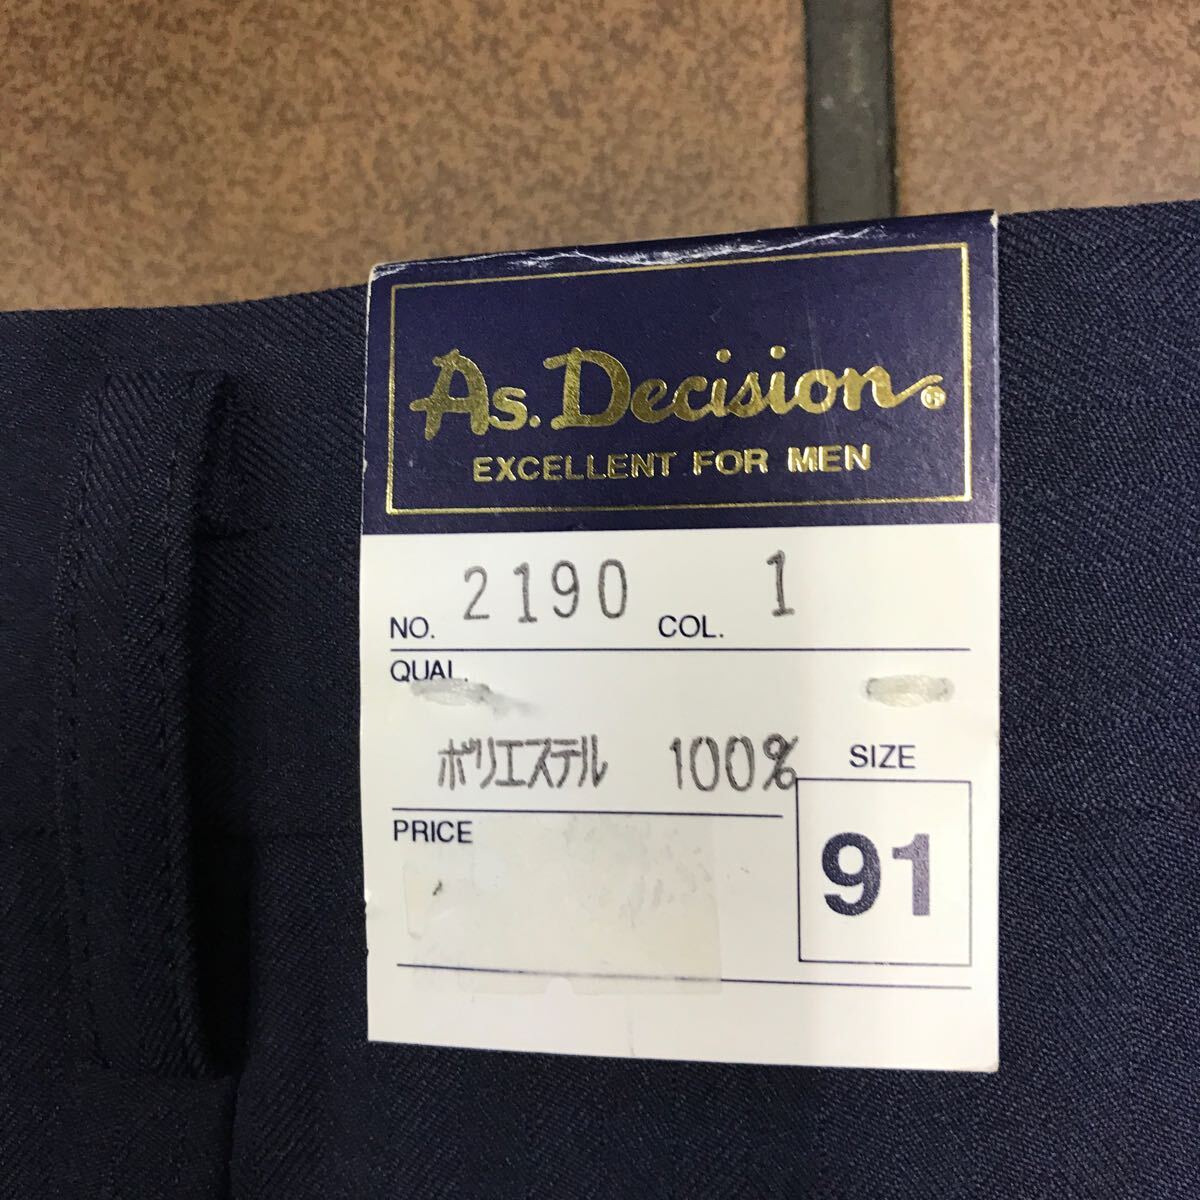 As. Decision®
EXCELLENT FOR MEN
NO. 2190 COL. 1
QUAL.
ポリエステル 100%
SIZE
PRICE
91